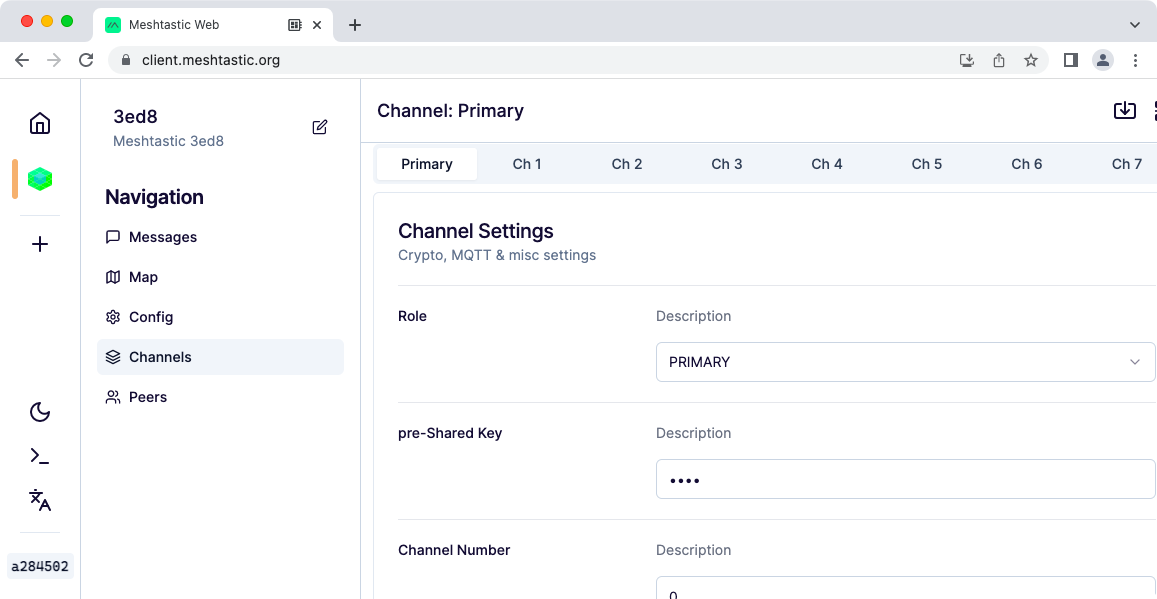 Meshtastic Web
client.meshtastic.org
3ed8
Meshtastic 3ed8
Navigation
Messages
Map
Config
Channels
Peers
a284502
Channel: Primary
Primary Ch 1 Ch 2 Ch 3 Ch 4 Ch 5 Ch 6 Ch 7
Channel Settings
Crypto, MQTT & misc settings
Role Description
PRIMARY
pre-Shared Key Description
••••
Channel Number Description
0